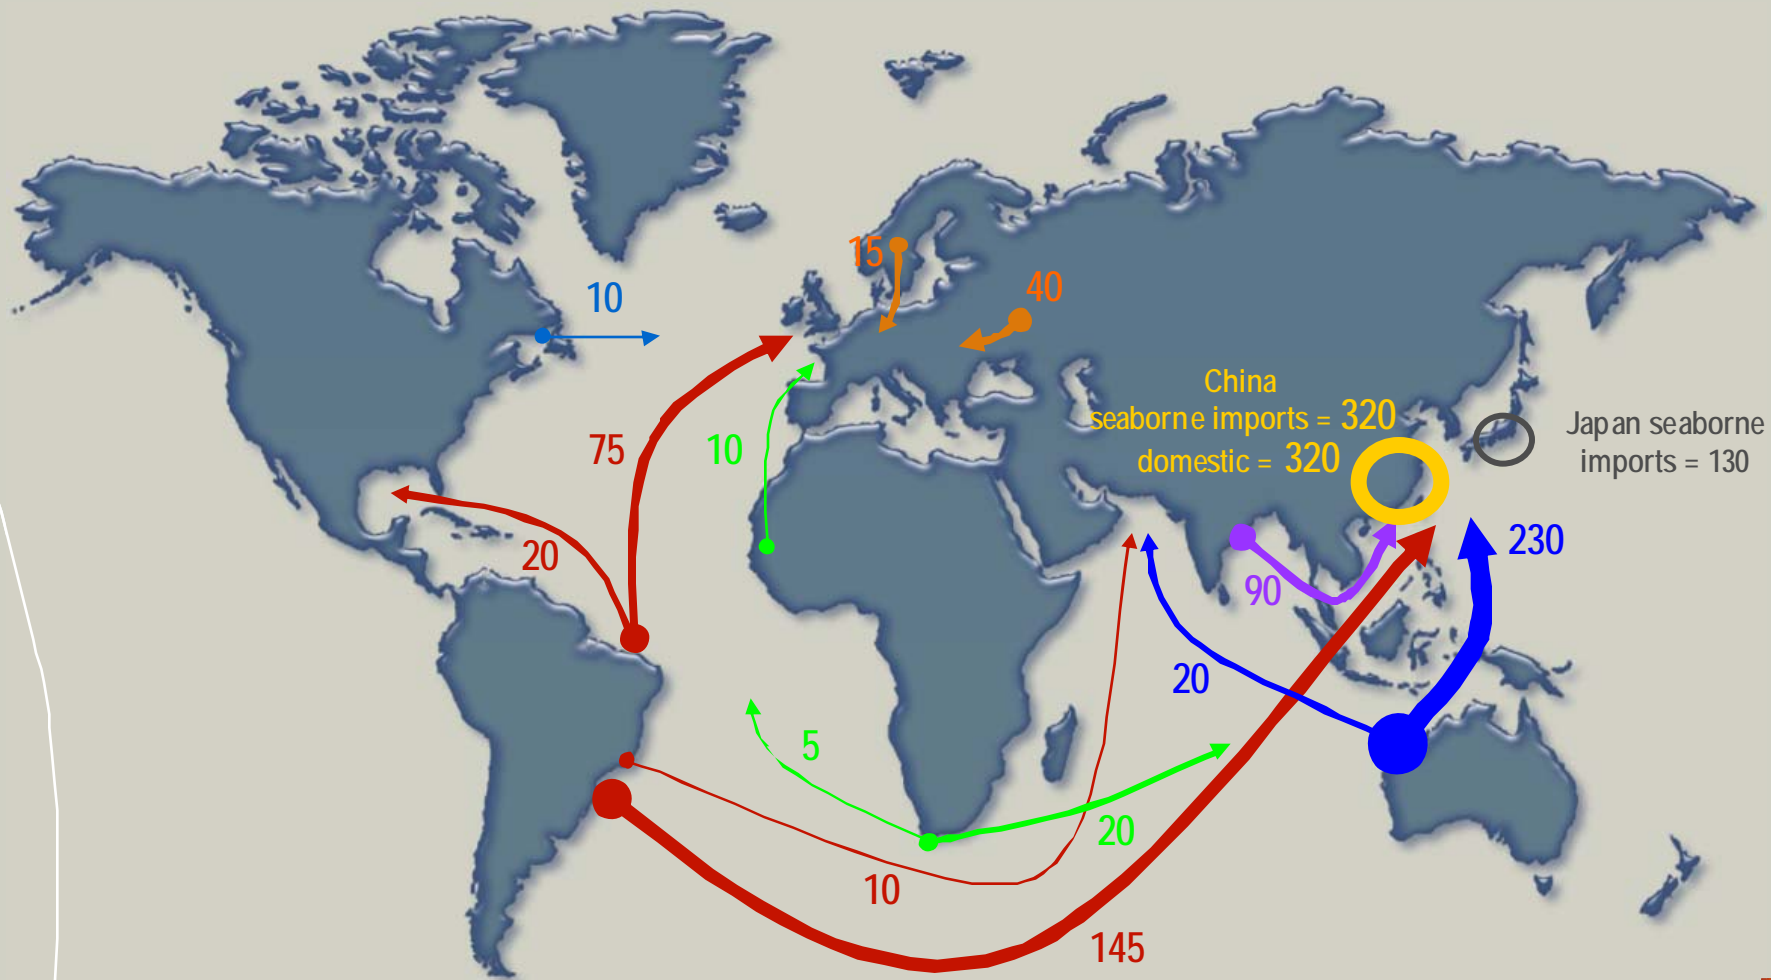 15
40
10
China
seaborne imports = 320
domestic = 320
Japan seaborne
imports = 130
75
10
20
230
90
20
5
20
10
145